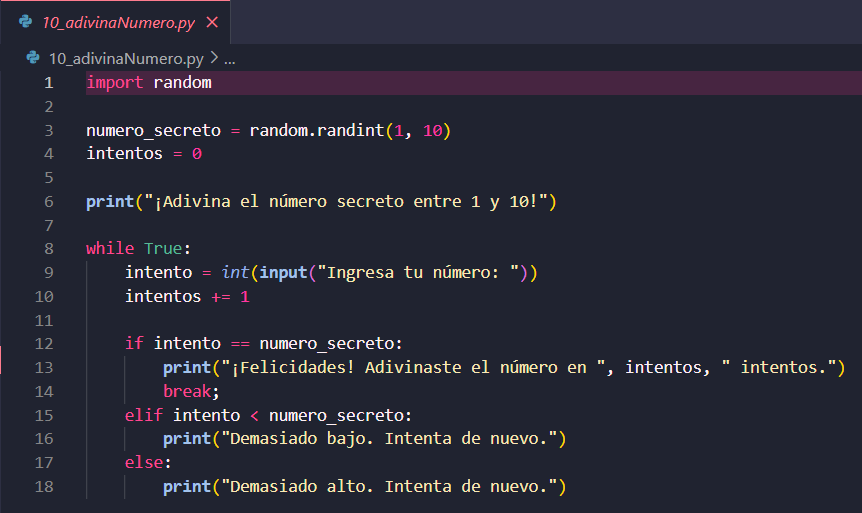 10_adivinaNumero.py ×
10_adivinaNumero.py > ...
1 import random
2
3 numero_secreto = random.randint(1, 10)
4 intentos = 0
5
6 print("¡Adivina el número secreto entre 1 y 10!")
7
8 while True:
9     intento = int(input("Ingresa tu número: "))
10     intentos += 1
11
12     if intento == numero_secreto:
13         print("¡Felicidades! Adivinaste el número en ", intentos, " intentos.")
14         break;
15     elif intento < numero_secreto:
16         print("Demasiado bajo. Intenta de nuevo.")
17     else:
18         print("Demasiado alto. Intenta de nuevo.")